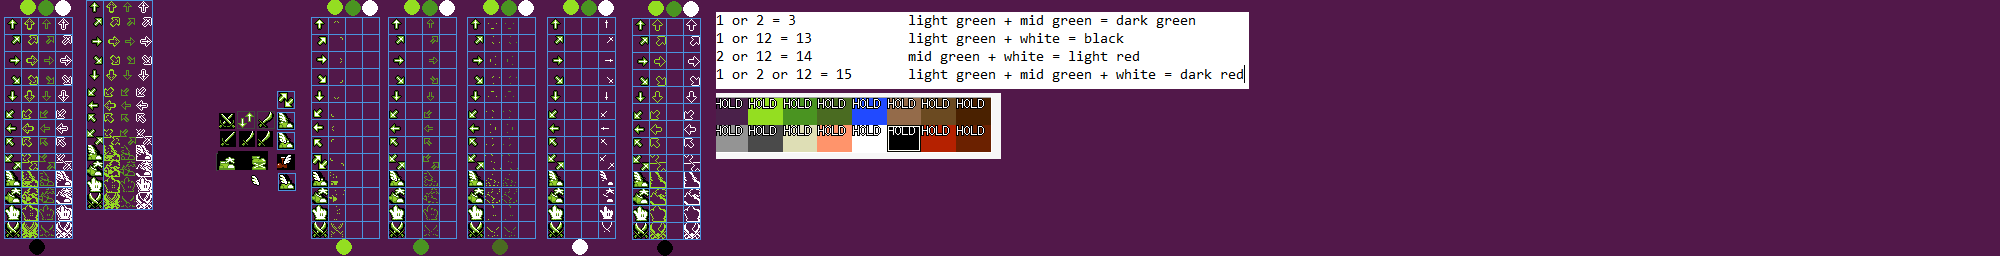 1 or 2 = 3 light green + mid green = dark green
1 or 12 = 13 light green + white = black
2 or 12 = 14 mid green + white = light red
1 or 2 or 12 = 15 light green + mid green + white = dark red
HOLD HOLD HOLD HOLD HOLD HOLD HOLD HOLD
HOLD HOLD HOLD HOLD HOLD HOLD HOLD HOLD